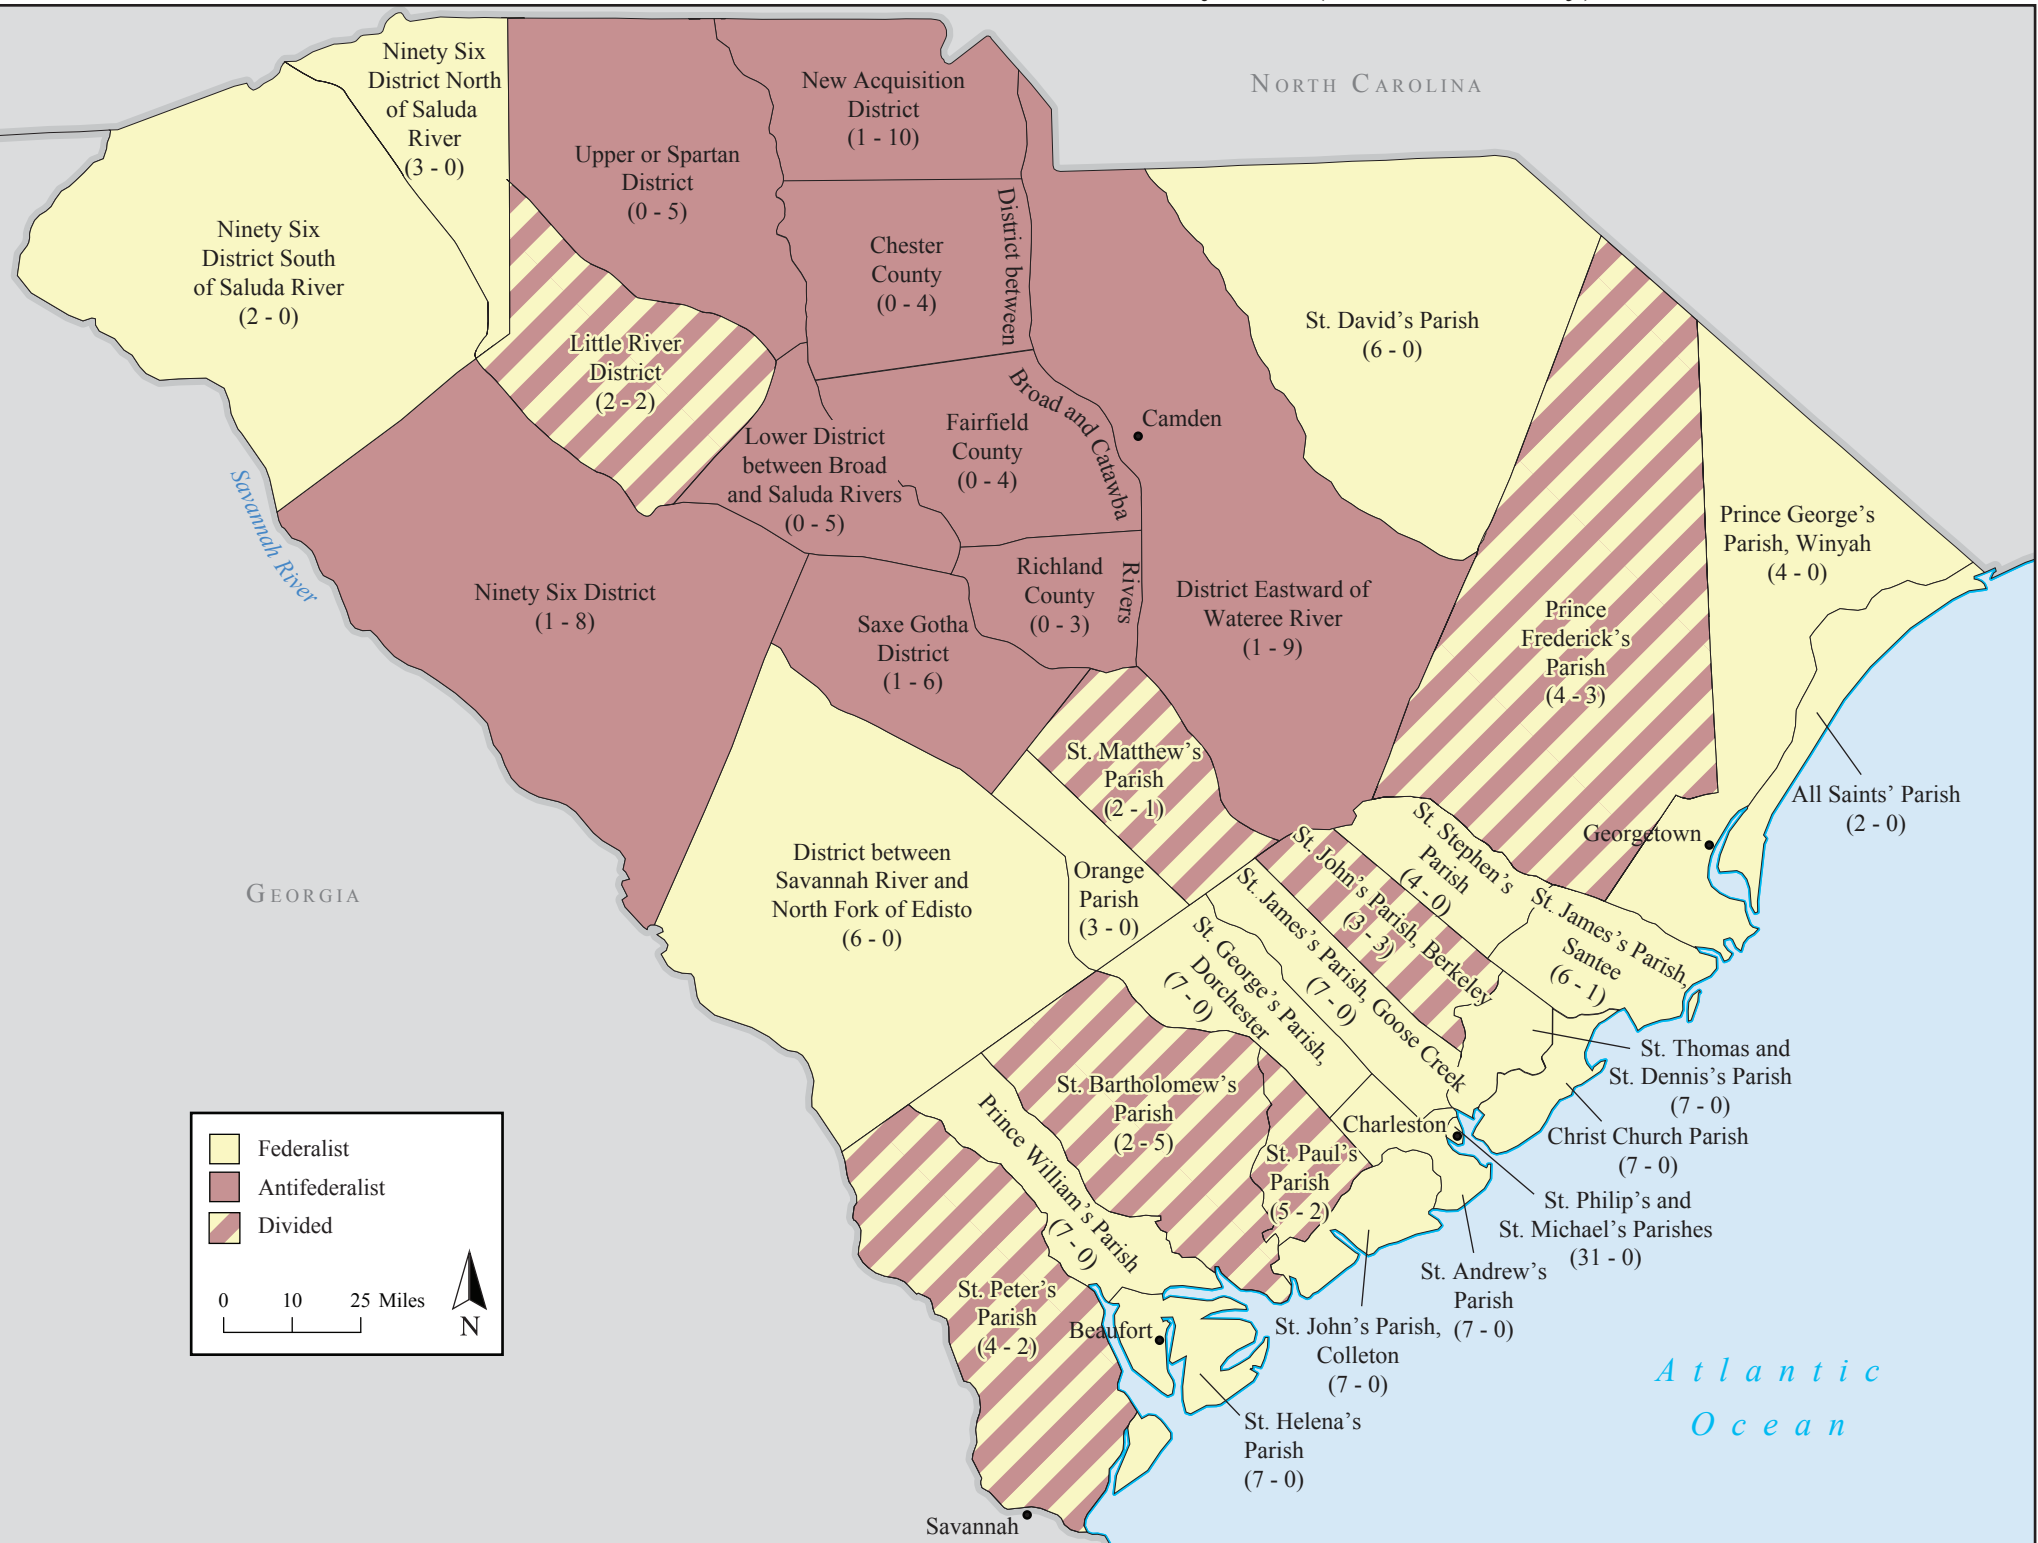 NORTH CAROLINA
Ninety Six
District North
of Saluda
River
(3 - 0)
New Acquisition
District
(1 - 10)
Upper or Spartan
District
(0 - 5)
Ninety Six
District South
of Saluda River
(2 - 0)
Chester
County
(0 - 4)
District between
Broad and Catawba
Rivers
St. David's Parish
(6 - 0)
Little River
District
(2 - 2)
Camden
Fairfield
County
(0 - 4)
Lower District
between Broad
and Saluda Rivers
(0 - 5)
Savannah River
Prince George's
Parish, Winyah
(4 - 0)
Ninety Six District
(1 - 8)
Richland
County
(0 - 3)
District Eastward of
Wateree River
(1 - 9)
Saxe Gotha
District
(1 - 6)
Prince
Frederick's
Parish
(4 - 3)
St. Matthew's
Parish
(2 - 1)
All Saints' Parish
(2 - 0)
Georgetown
GEORGIA
District between
Savannah River and
North Fork of Edisto
(6 - 0)
Orange
Parish
(3 - 0)
St. Stephen's
Parish
(4 - 0)
St. John's Parish, Berkeley
(3 - 3)
St. James's Parish,
Santee
(6 - 1)
St. James's Parish, Goose Creek
(7 - 0)
St. George's Parish,
Dorchester
(7 - 0)
St. Thomas and
St. Dennis's Parish
(7 - 0)
St. Bartholomew's
Parish
(2 - 5)
Prince William's Parish
(7 - 0)
Charleston
Christ Church Parish
(7 - 0)
St. Paul's
Parish
(5 - 2)
St. Philip's and
St. Michael's Parishes
(31 - 0)
St. Andrew's
Parish
(7 - 0)
St. Peter's
Parish
(4 - 2)
Beaufort
St. John's Parish,
Colleton
(7 - 0)
St. Helena's
Parish
(7 - 0)
Atlantic
Ocean
Savannah
Federalist
Antifederalist
Divided
0 10 25 Miles
N